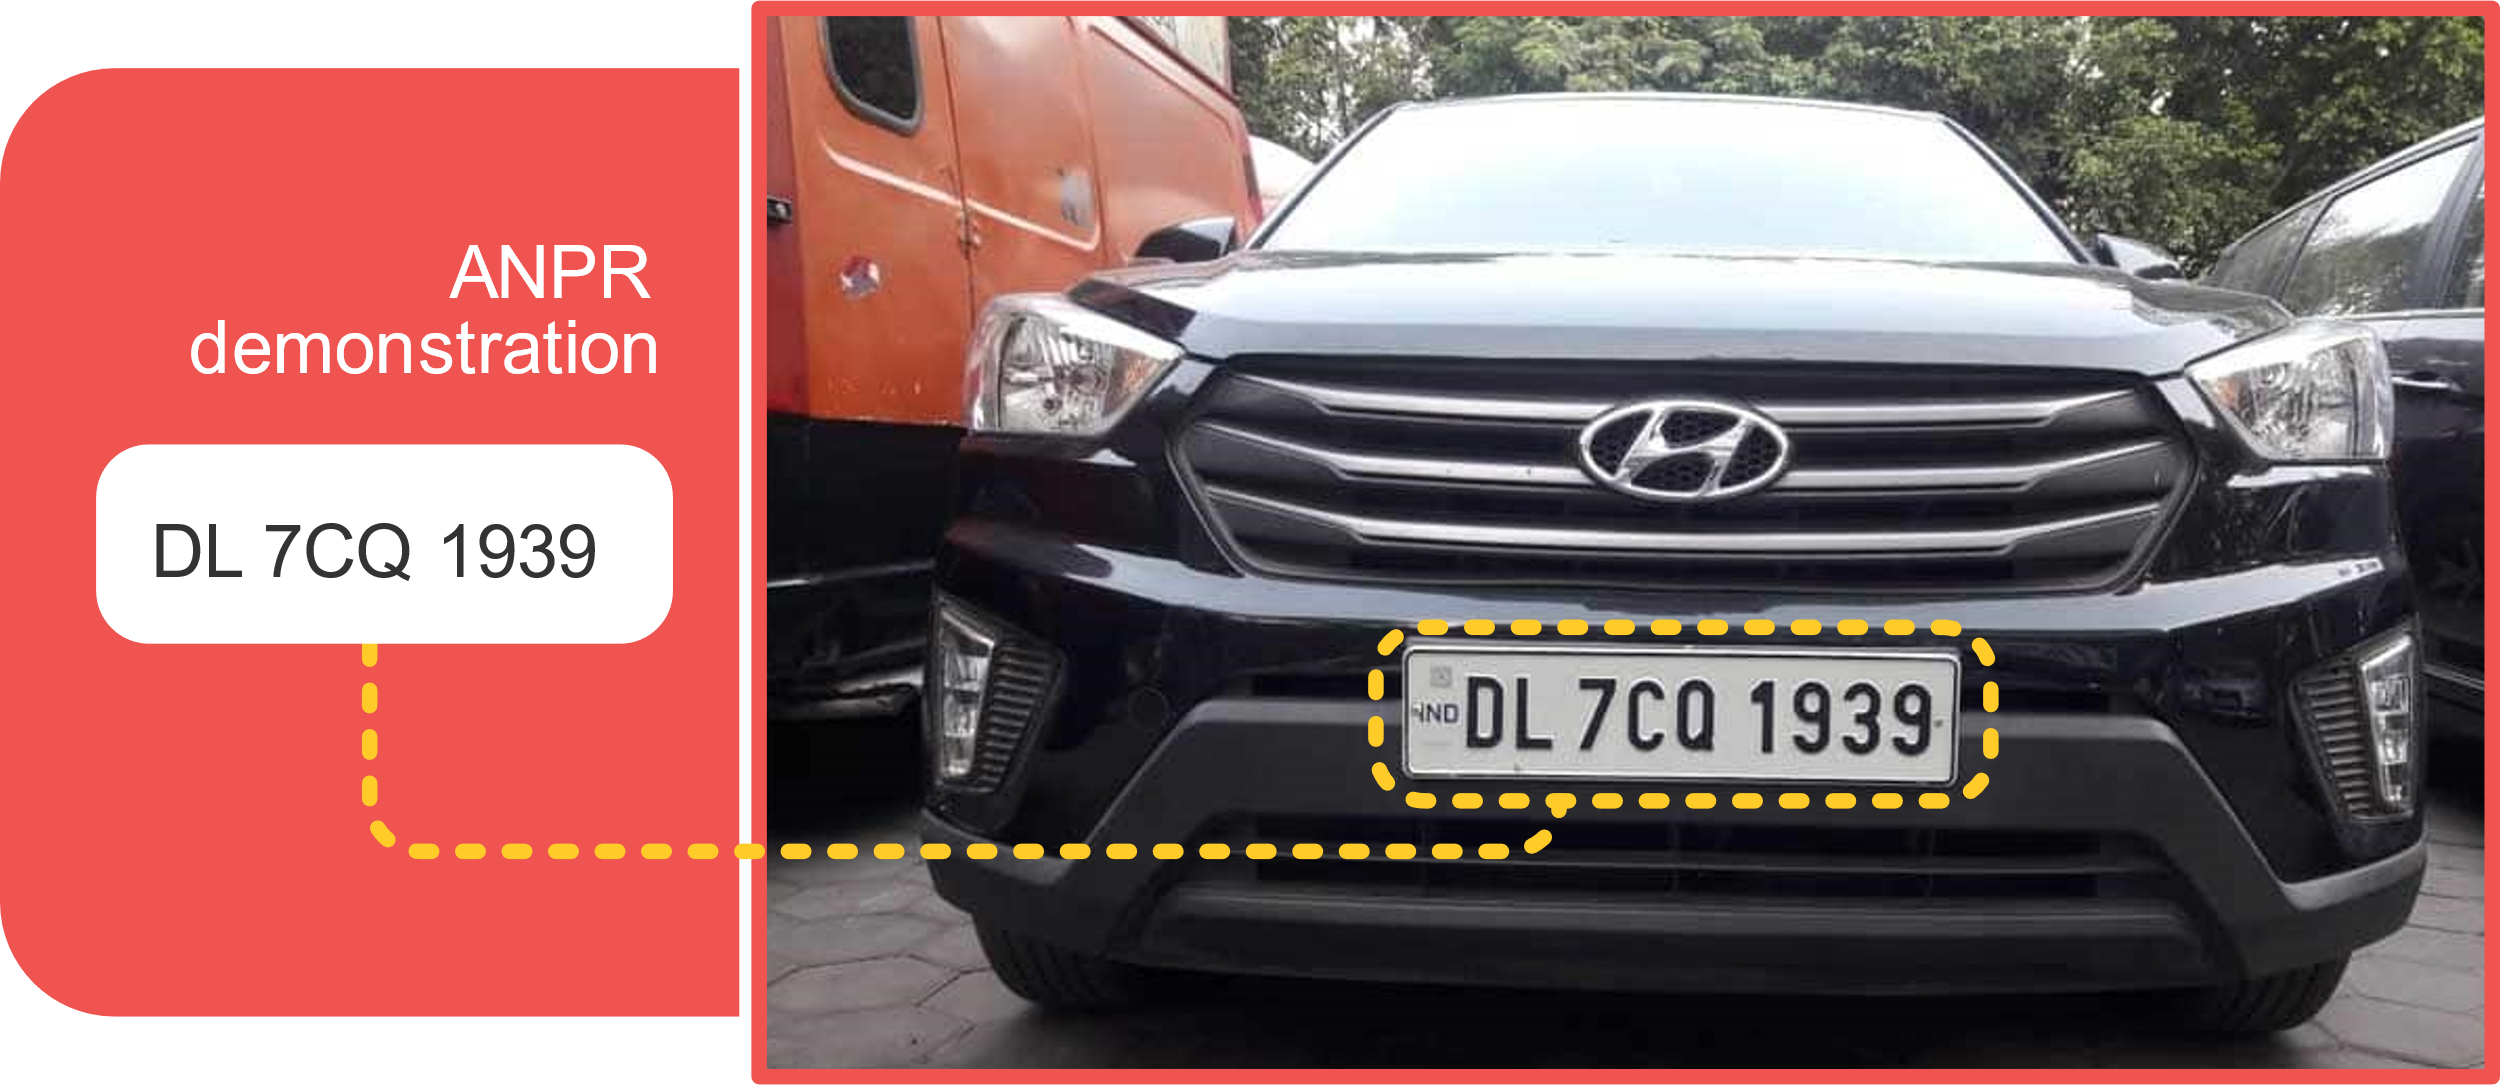 ANPR
demonstration
DL 7CQ 1939
IND
DL 7CQ 1939